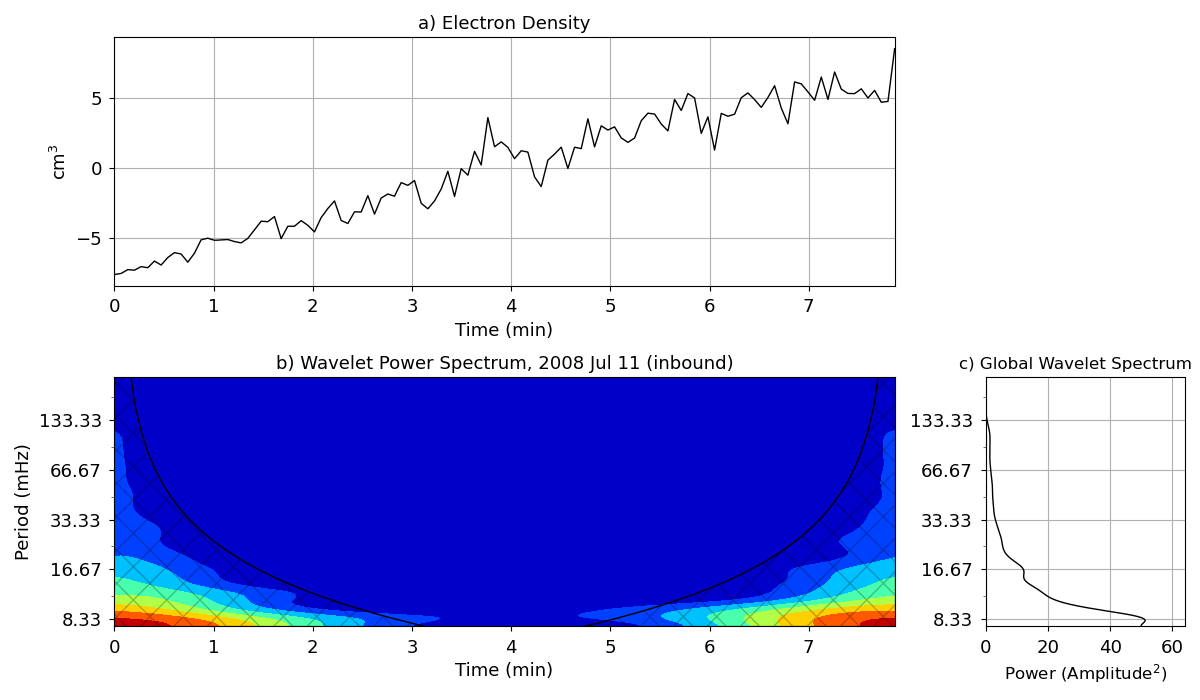 a) Electron Density
cm³
5
0
−5
0 1 2 3 4 5 6 7
Time (min)
b) Wavelet Power Spectrum, 2008 Jul 11 (inbound)
Period (mHz)
133.33
66.67
33.33
16.67
8.33
0 1 2 3 4 5 6 7
Time (min)
c) Global Wavelet Spectrum
133.33
66.67
33.33
16.67
8.33
0 20 40 60
Power (Amplitude²)